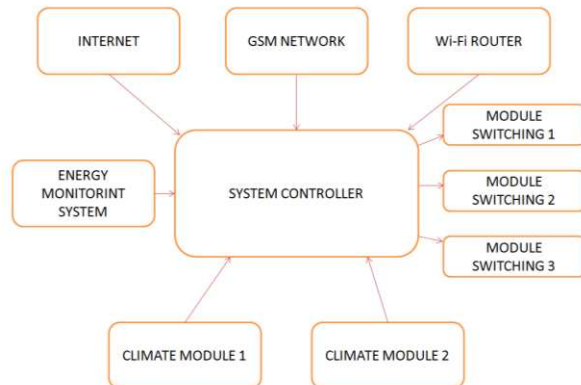 INTERNET
GSM NETWORK
Wi-Fi ROUTER
MODULE
SWITCHING 1
ENERGY
MONITORINT
SYSTEM
SYSTEM CONTROLLER
MODULE
SWITCHING 2
MODULE
SWITCHING 3
CLIMATE MODULE 1
CLIMATE MODULE 2